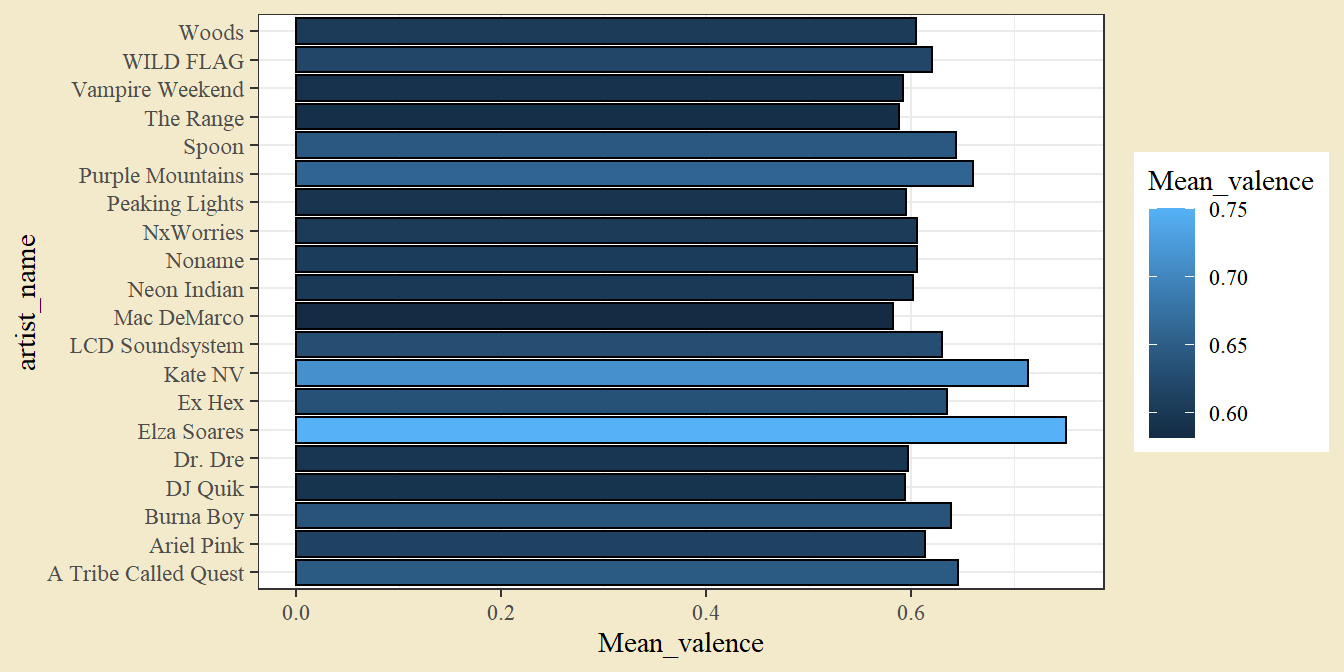 Woods
WILD FLAG
Vampire Weekend
The Range
Spoon
Purple Mountains
Peaking Lights
NxWorries
Noname
Neon Indian
Mac DeMarco
LCD Soundsystem
Kate NV
Ex Hex
Elza Soares
Dr. Dre
DJ Quik
Burna Boy
Ariel Pink
A Tribe Called Quest
artist_name
0.0 0.2 0.4 0.6
Mean_valence
Mean_valence
0.75
0.70
0.65
0.60